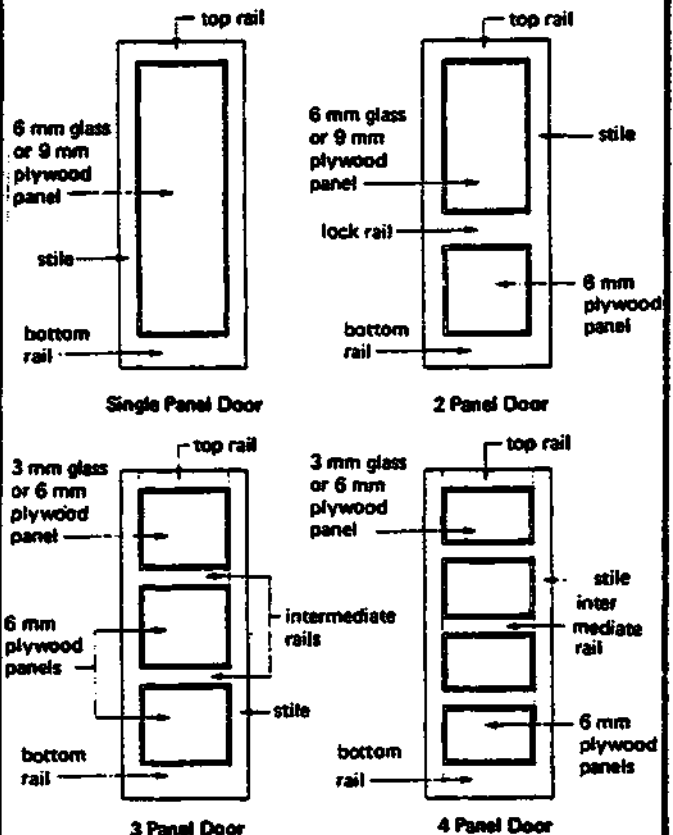 top rail
6 mm glass
or 9 mm
plywood
panel
stile
bottom
rail
Single Panel Door
top rail
6 mm glass
or 9 mm
plywood
panel
stile
lock rail
6 mm
plywood
panel
bottom
rail
2 Panel Door
top rail
3 mm glass
or 6 mm
plywood
panel
intermediate
rails
6 mm
plywood
panels
stile
bottom
rail
3 Panel Door
top rail
3 mm glass
or 6 mm
plywood
panel
stile
inter
mediate
rail
6 mm
plywood
panels
bottom
rail
4 Panel Door